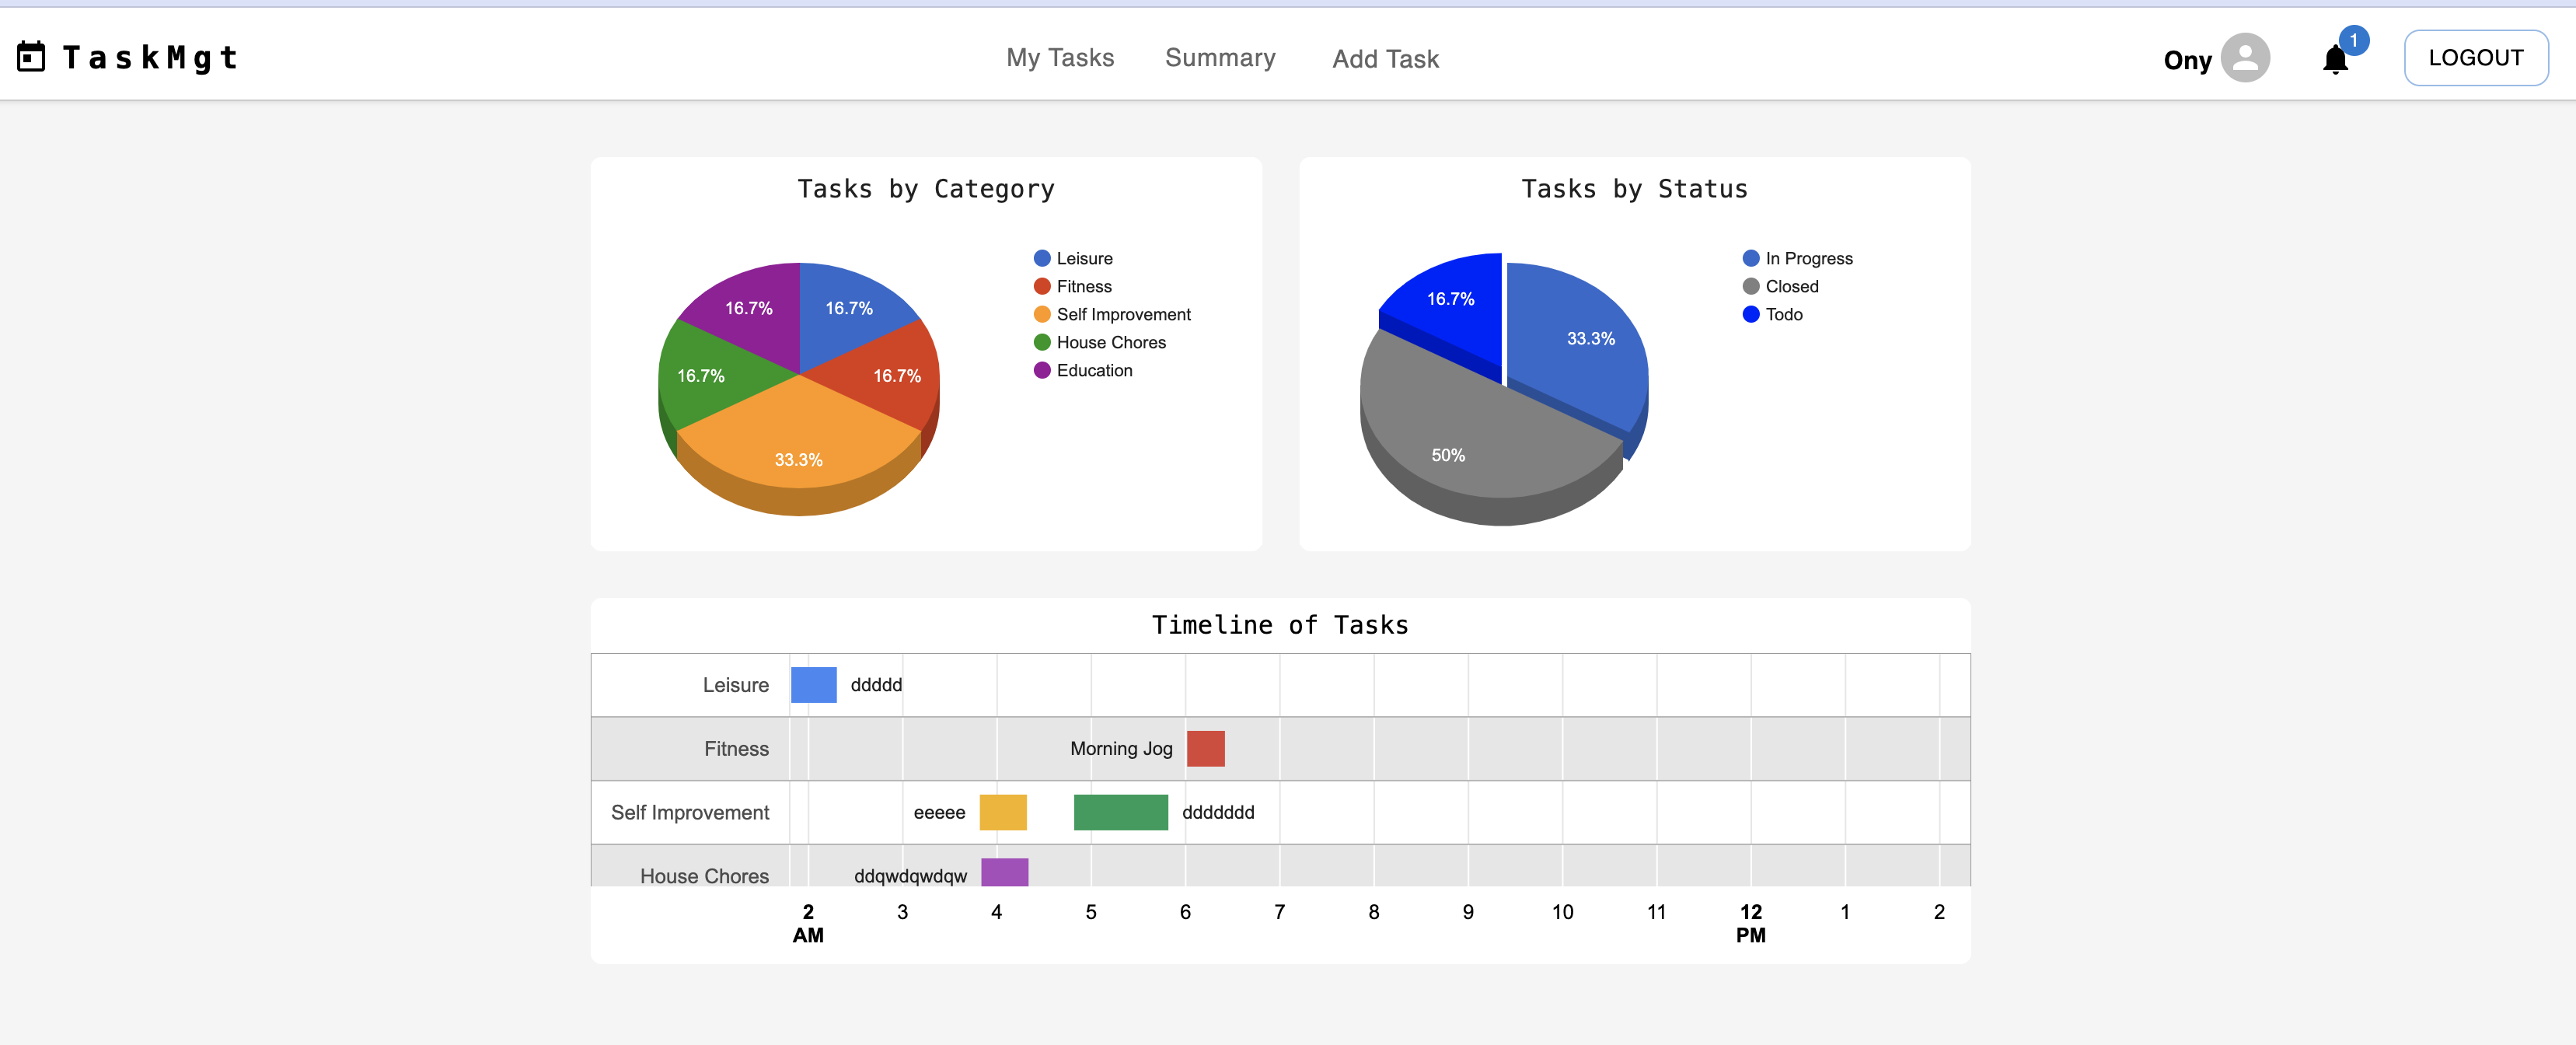 TaskMgt
My Tasks Summary Add Task
Ony
1
LOGOUT
Tasks by Category
16.7% 16.7%
16.7% 16.7%
33.3%
Leisure
Fitness
Self Improvement
House Chores
Education
Tasks by Status
16.7%
33.3%
50%
In Progress
Closed
Todo
Timeline of Tasks
Leisure ddddd
Fitness Morning Jog
Self Improvement eeeee ddddddd
House Chores ddqwdqwdqw
2 3 4 5 6 7 8 9 10 11 12 1 2
AM PM